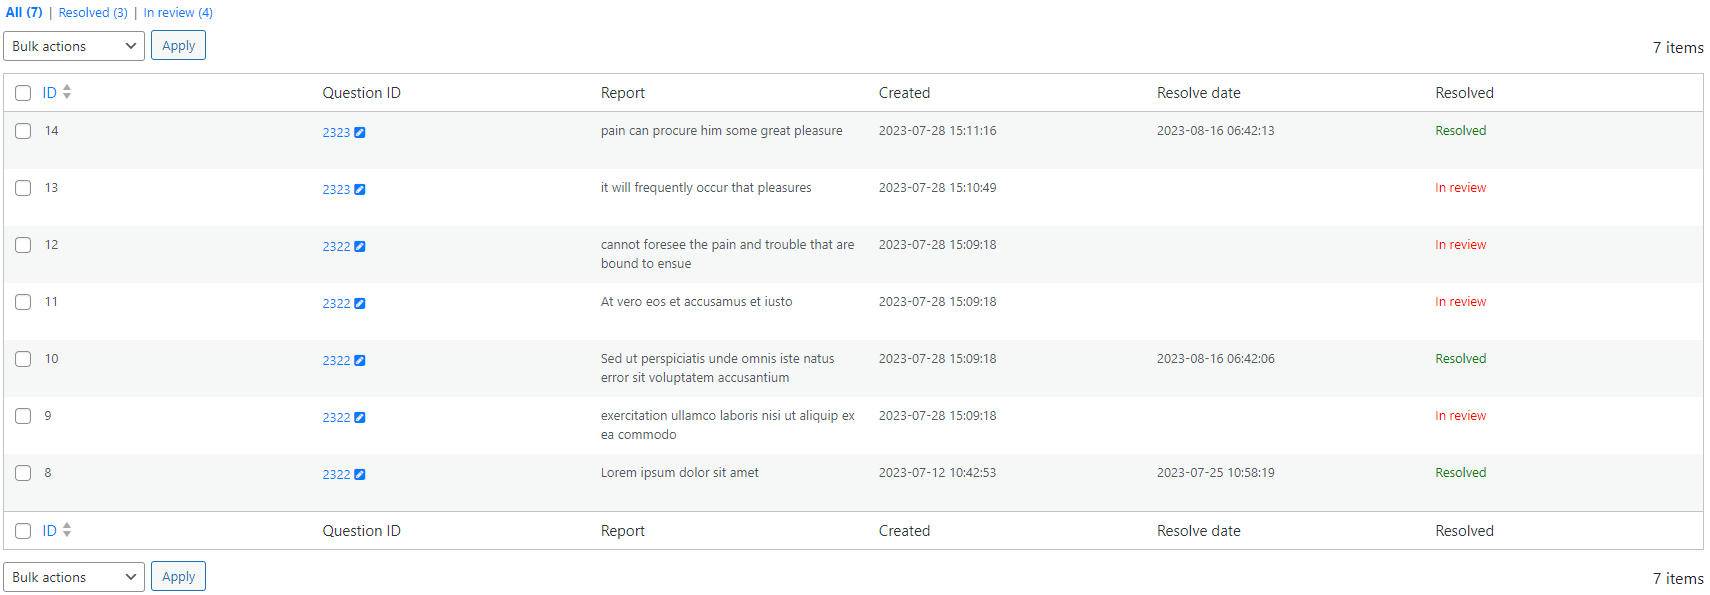 All (7) | Resolved (3) | In review (4)
Bulk actions Apply 7 items
ID Question ID Report Created Resolve date Resolved
14 2323 pain can procure him some great pleasure 2023-07-28 15:11:16 2023-08-16 06:42:13 Resolved
13 2323 it will frequently occur that pleasures 2023-07-28 15:10:49 In review
12 2322 cannot foresee the pain and trouble that are 2023-07-28 15:09:18 In review
bound to ensue
11 2322 At vero eos et accusamus et iusto 2023-07-28 15:09:18 In review
10 2322 Sed ut perspiciatis unde omnis iste natus 2023-07-28 15:09:18 2023-08-16 06:42:06 Resolved
error sit voluptatem accusantium
9 2322 exercitation ullamco laboris nisi ut aliquip ex 2023-07-28 15:09:18 In review
ea commodo
8 2322 Lorem ipsum dolor sit amet 2023-07-12 10:42:53 2023-07-25 10:58:19 Resolved
ID Question ID Report Created Resolve date Resolved
Bulk actions Apply 7 items